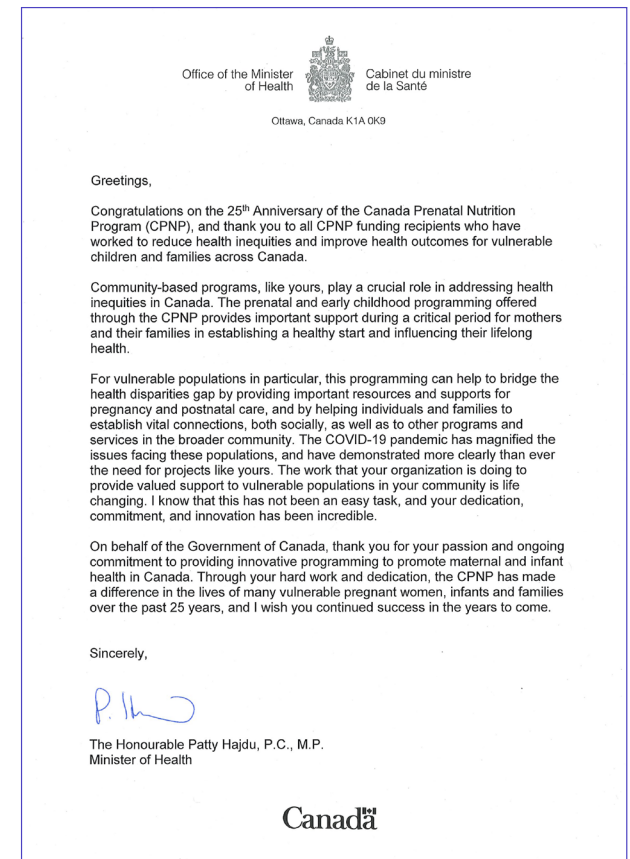 Office of the Minister
of Health
Cabinet du ministre
de la Santé
Ottawa, Canada K1A 0K9
Greetings,
Congratulations on the 25th Anniversary of the Canada Prenatal Nutrition
Program (CPNP), and thank you to all CPNP funding recipients who have
worked to reduce health inequities and improve health outcomes for vulnerable
children and families across Canada.
Community-based programs, like yours, play a crucial role in addressing health
inequities in Canada. The prenatal and early childhood programming offered
through the CPNP provides important support during a critical period for mothers
and their families in establishing a healthy start and influencing their lifelong
health.
For vulnerable populations in particular, this programming can help to bridge the
health disparities gap by providing important resources and supports for
pregnancy and postnatal care, and by helping individuals and families to
establish vital connections, both socially, as well as to other programs and
services in the broader community. The COVID-19 pandemic has magnified the
issues facing these populations, and have demonstrated more clearly than ever
the need for projects like yours. The work that your organization is doing to
provide valued support to vulnerable populations in your community is life
changing. I know that this has not been an easy task, and your dedication,
commitment, and innovation has been incredible.
On behalf of the Government of Canada, thank you for your passion and ongoing
commitment to providing innovative programming to promote maternal and infant
health in Canada. Through your hard work and dedication, the CPNP has made
a difference in the lives of many vulnerable pregnant women, infants and families
over the past 25 years, and I wish you continued success in the years to come.
Sincerely,
The Honourable Patty Hajdu, P.C., M.P.
Minister of Health
Canada